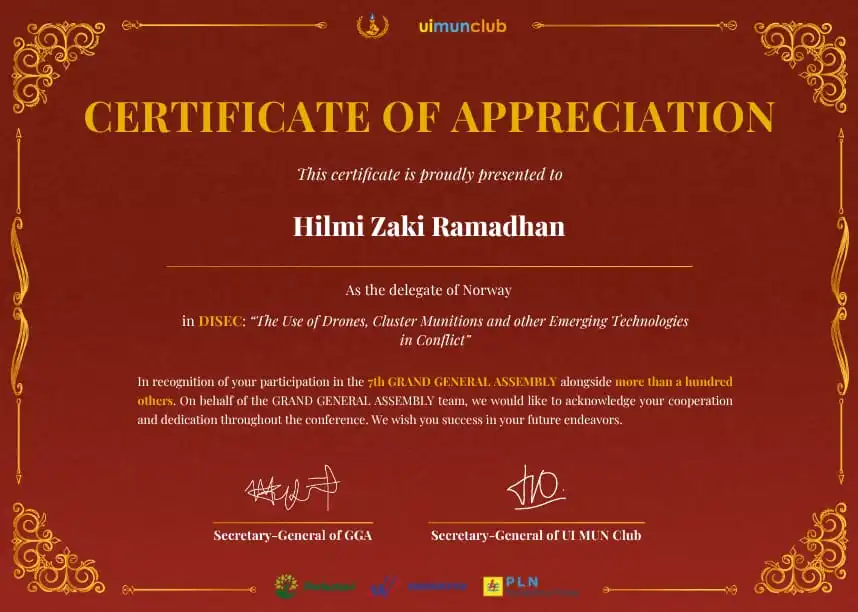 uimunclub
CERTIFICATE OF APPRECIATION
This certificate is proudly presented to
Hilmi Zaki Ramadhan
As the delegate of Norway
in DISEC: “The Use of Drones, Cluster Munitions and other Emerging Technologies
in Conflict”
In recognition of your participation in the 7th GRAND GENERAL ASSEMBLY alongside more than a hundred
others. On behalf of the GRAND GENERAL ASSEMBLY team, we would like to acknowledge your cooperation
and dedication throughout the conference. We wish you success in your future endeavors.
Secretary-General of GGA
Secretary-General of UI MUN Club
PLN